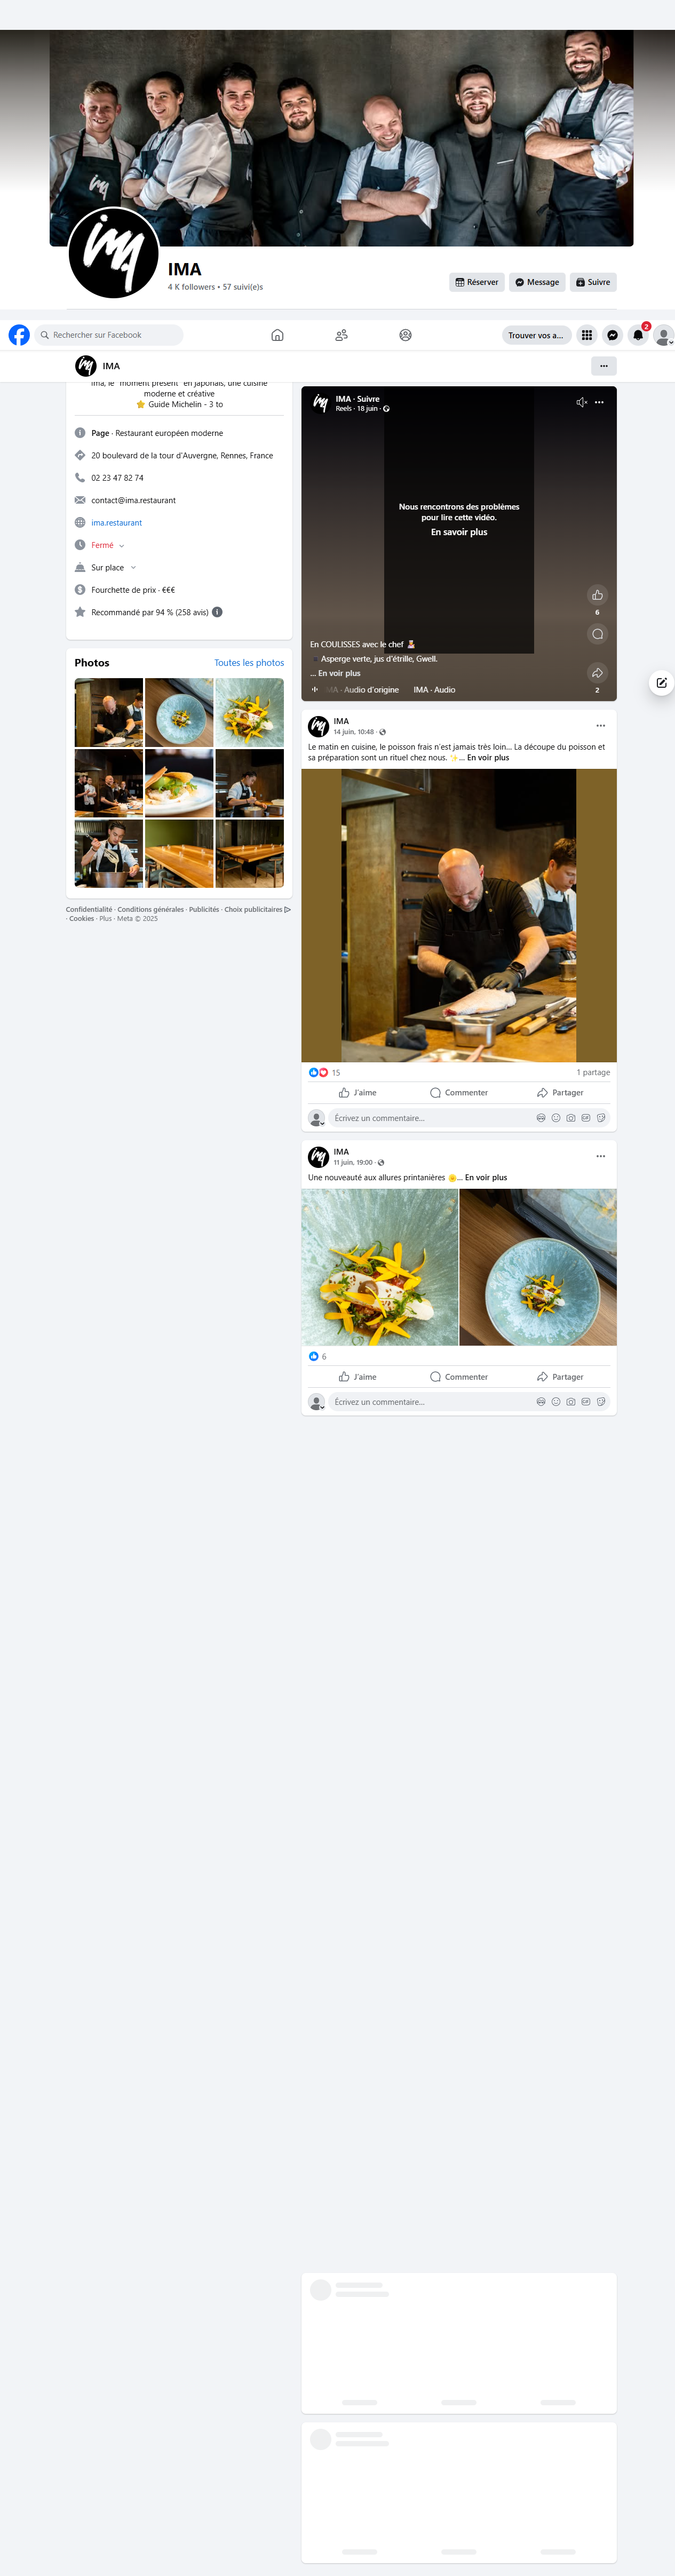 ima
ima
IMA
4 K followers • 57 suivi(e)s
Réserver
Message
Suivre
Rechercher sur Facebook
Trouver vos a...
2
IMA
Ima, le "moment présent" en japonais, une cuisine
moderne et créative
⭐ Guide Michelin - 3 to
Page · Restaurant européen moderne
20 boulevard de la tour d'Auvergne, Rennes, France
02 23 47 82 74
contact@ima.restaurant
ima.restaurant
Fermé
Sur place
Fourchette de prix · €€€
Recommandé par 94 % (258 avis)
Photos
Toutes les photos
Confidentialité · Conditions générales · Publicités · Choix publicitaires
· Cookies · Plus · Meta © 2025
IMA · Suivre
Reels · 18 juin ·
Nous rencontrons des problèmes
pour lire cette vidéo.
En savoir plus
6
En COULISSES avec le chef
Asperge verte, jus d'étrille, Gwell.
... En voir plus
IMA · Audio d'origine
IMA · Audio
2
IMA
14 juin, 10:48 ·
Le matin en cuisine, le poisson frais n'est jamais très loin... La découpe du poisson et
sa préparation sont un rituel chez nous. ✨... En voir plus
15
1 partage
J'aime
Commenter
Partager
Écrivez un commentaire...
IMA
11 juin, 19:00 ·
Une nouveauté aux allures printanières 🌼... En voir plus
6
J'aime
Commenter
Partager
Écrivez un commentaire...